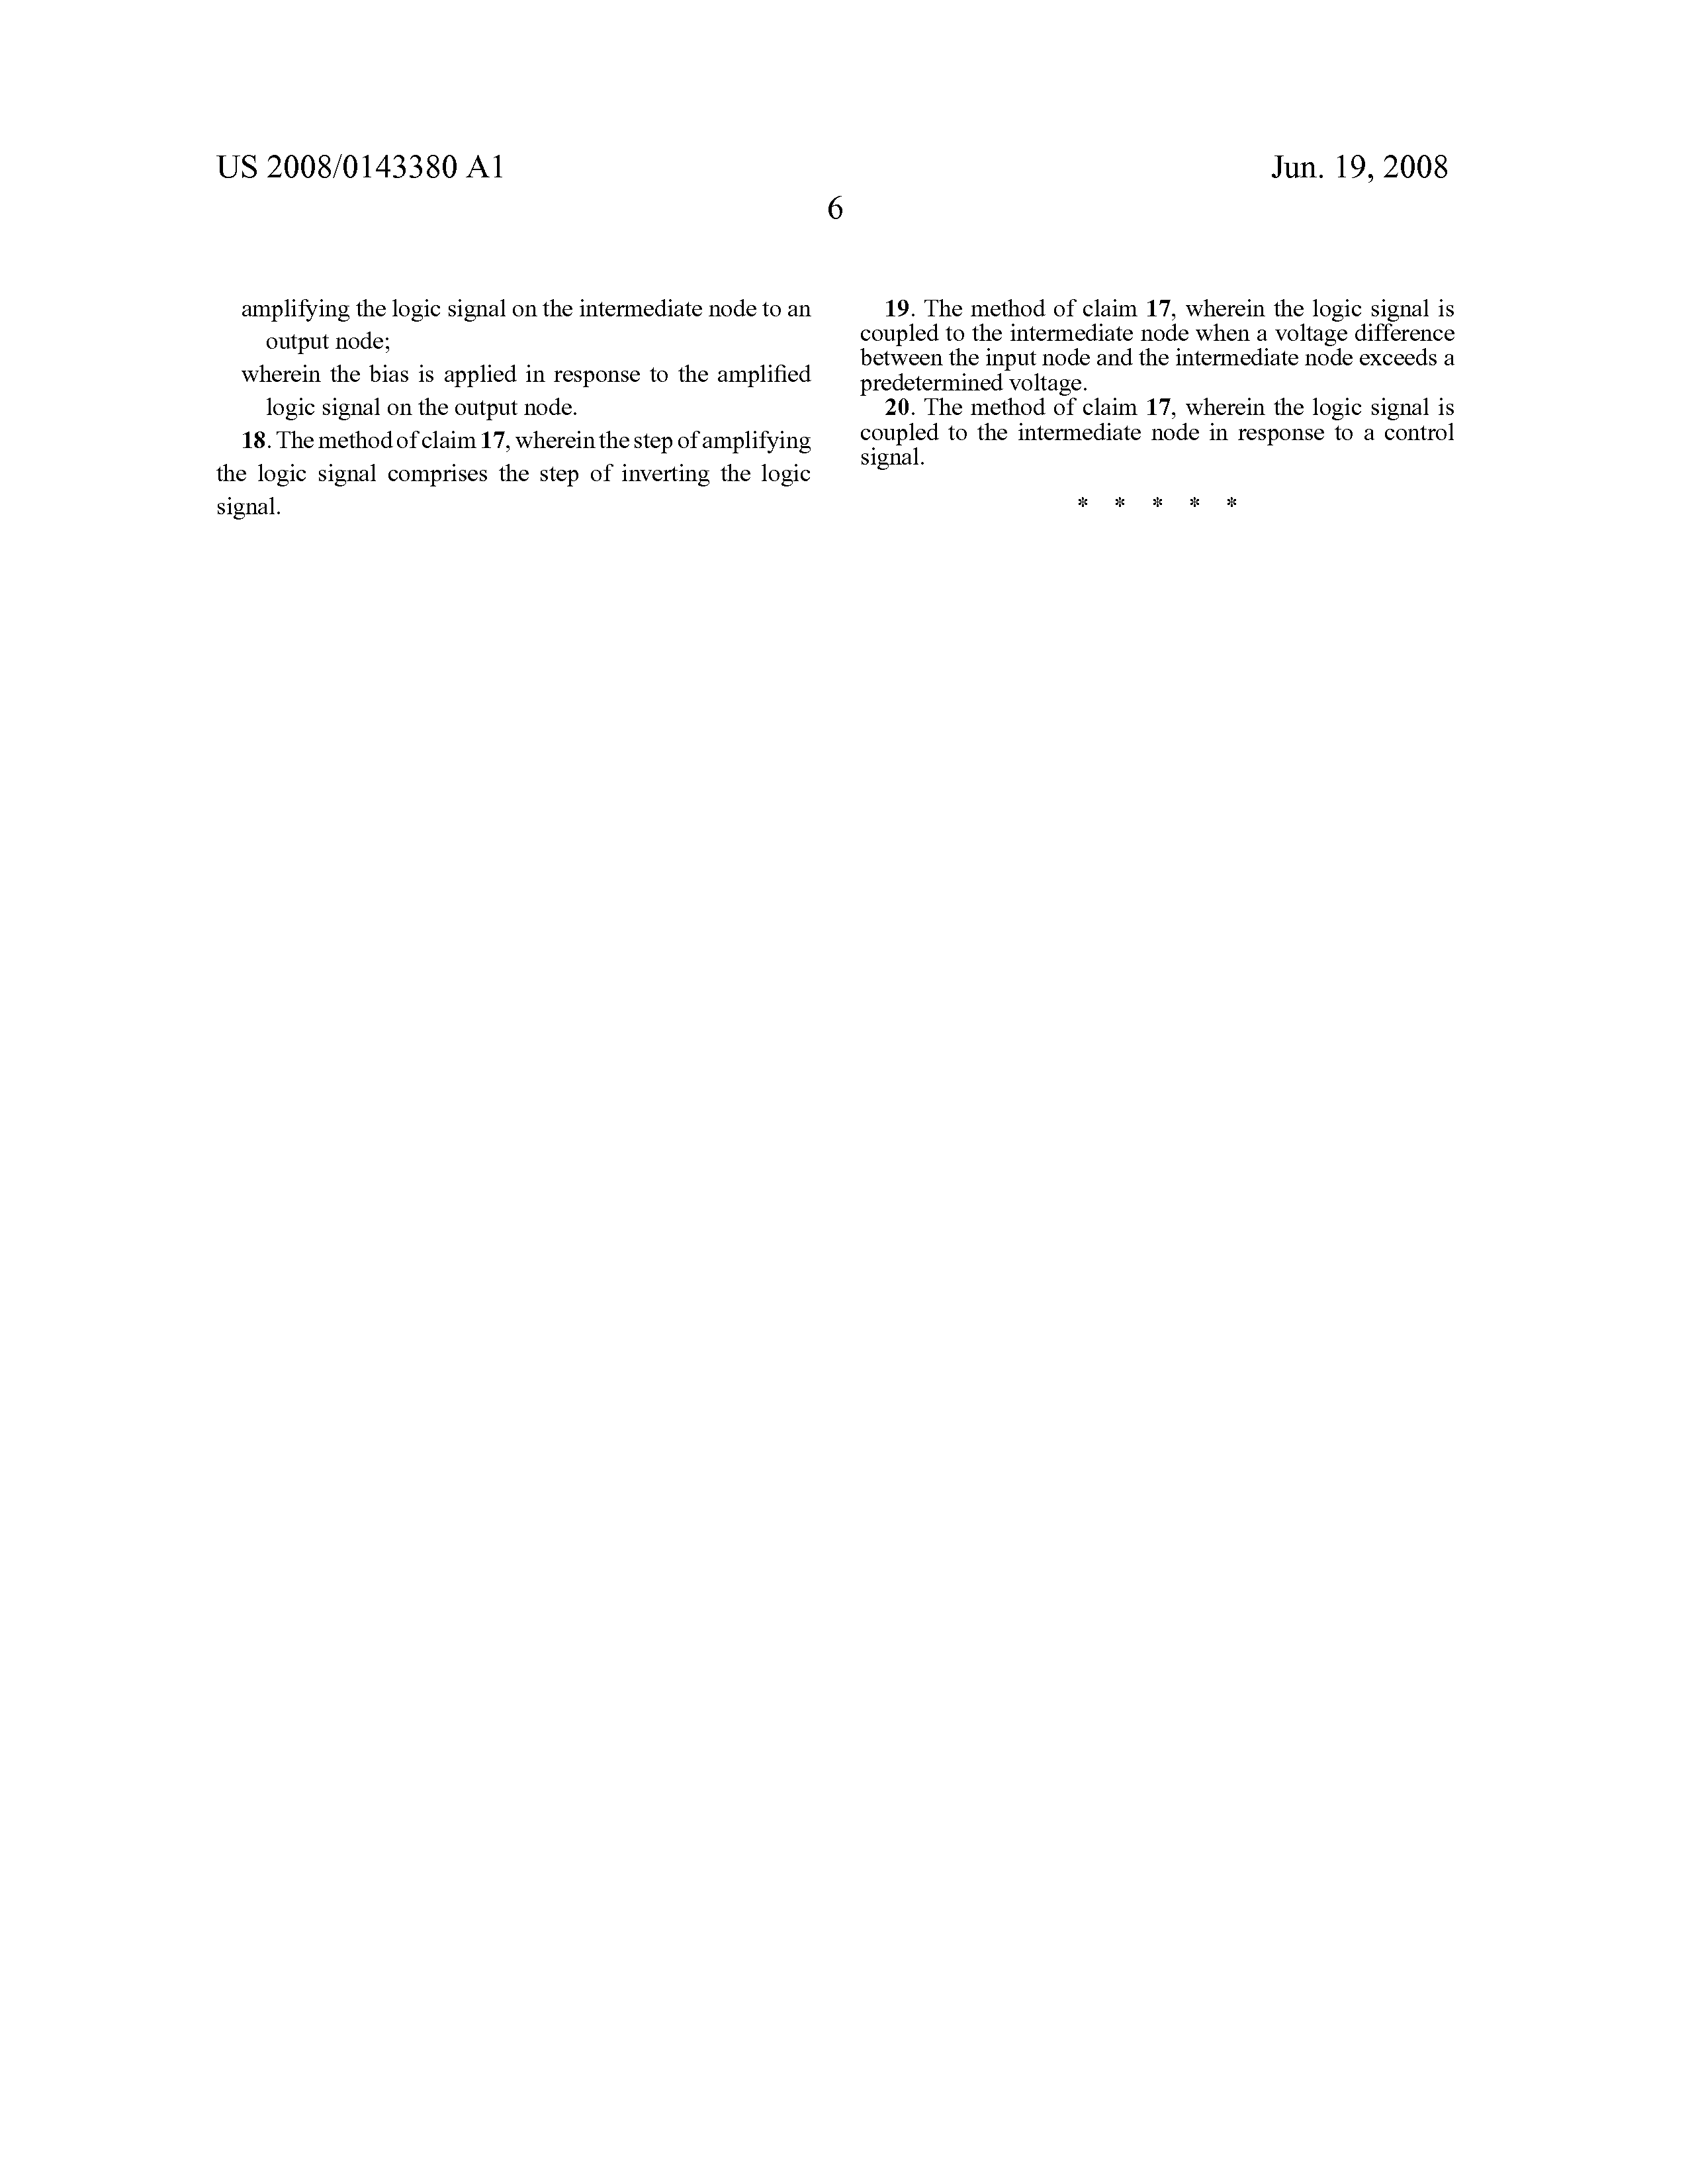 US 2008/0143380 A1
Jun. 19, 2008
6
amplifying the logic signal on the intermediate node to an
output node;
wherein the bias is applied in response to the amplified
logic signal on the output node.
18. The method of claim 17, wherein the step of amplifying
the logic signal comprises the step of inverting the logic
signal.
19. The method of claim 17, wherein the logic signal is
coupled to the intermediate node when a voltage difference
between the input node and the intermediate node exceeds a
predetermined voltage.
20. The method of claim 17, wherein the logic signal is
coupled to the intermediate node in response to a control
signal.
* * * * *